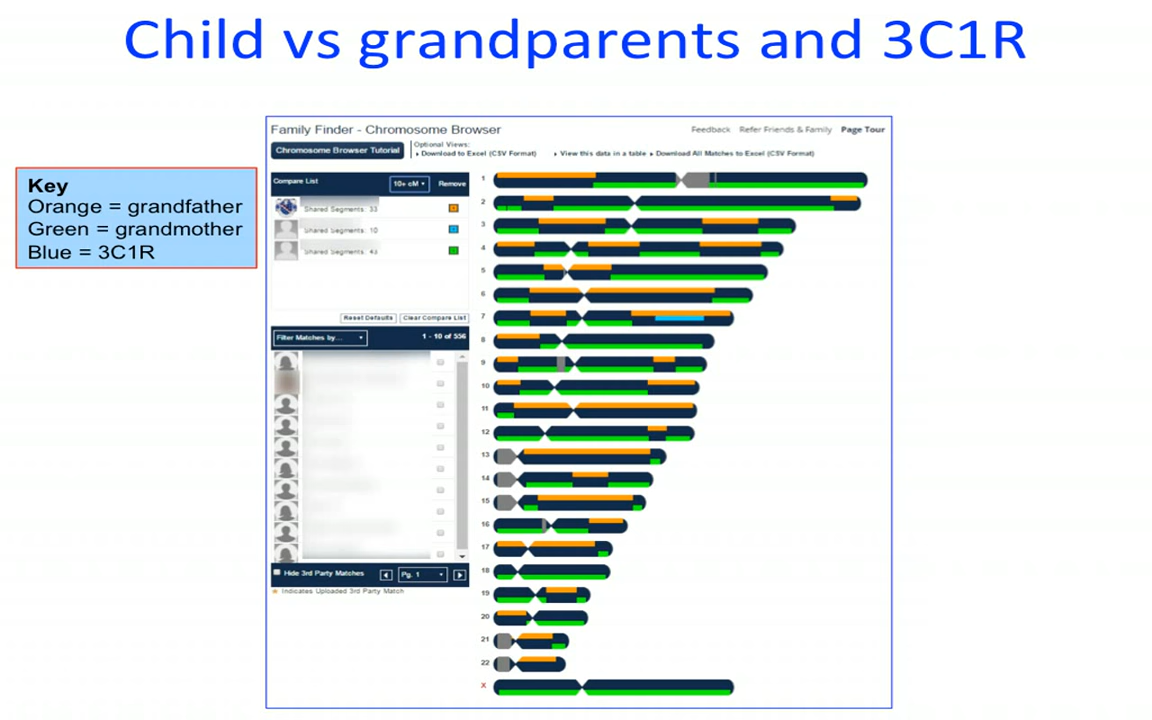 Child vs grandparents and 3C1R
Key
Orange = grandfather
Green = grandmother
Blue = 3C1R
Family Finder - Chromosome Browser
Feedback Refer Friends & Family Page Tour
Chromosome Browser Tutorial
Optional Views:
▸ Download to Excel (CSV Format) ▸ View this data in a table ▸ Download All Matches to Excel (CSV Format)
Compare List 10+ cM Remove
Shared Segments: 33
Shared Segments: 10
Shared Segments: 43
Reset Defaults Clear Compare List
Filter Matches by... 1 - 10 of 556
Hide 3rd Party Matches Pg. 1
Indicates Uploaded 3rd Party Match
1
2
3
4
5
6
7
8
9
10
11
12
13
14
15
16
17
18
19
20
21
22
X